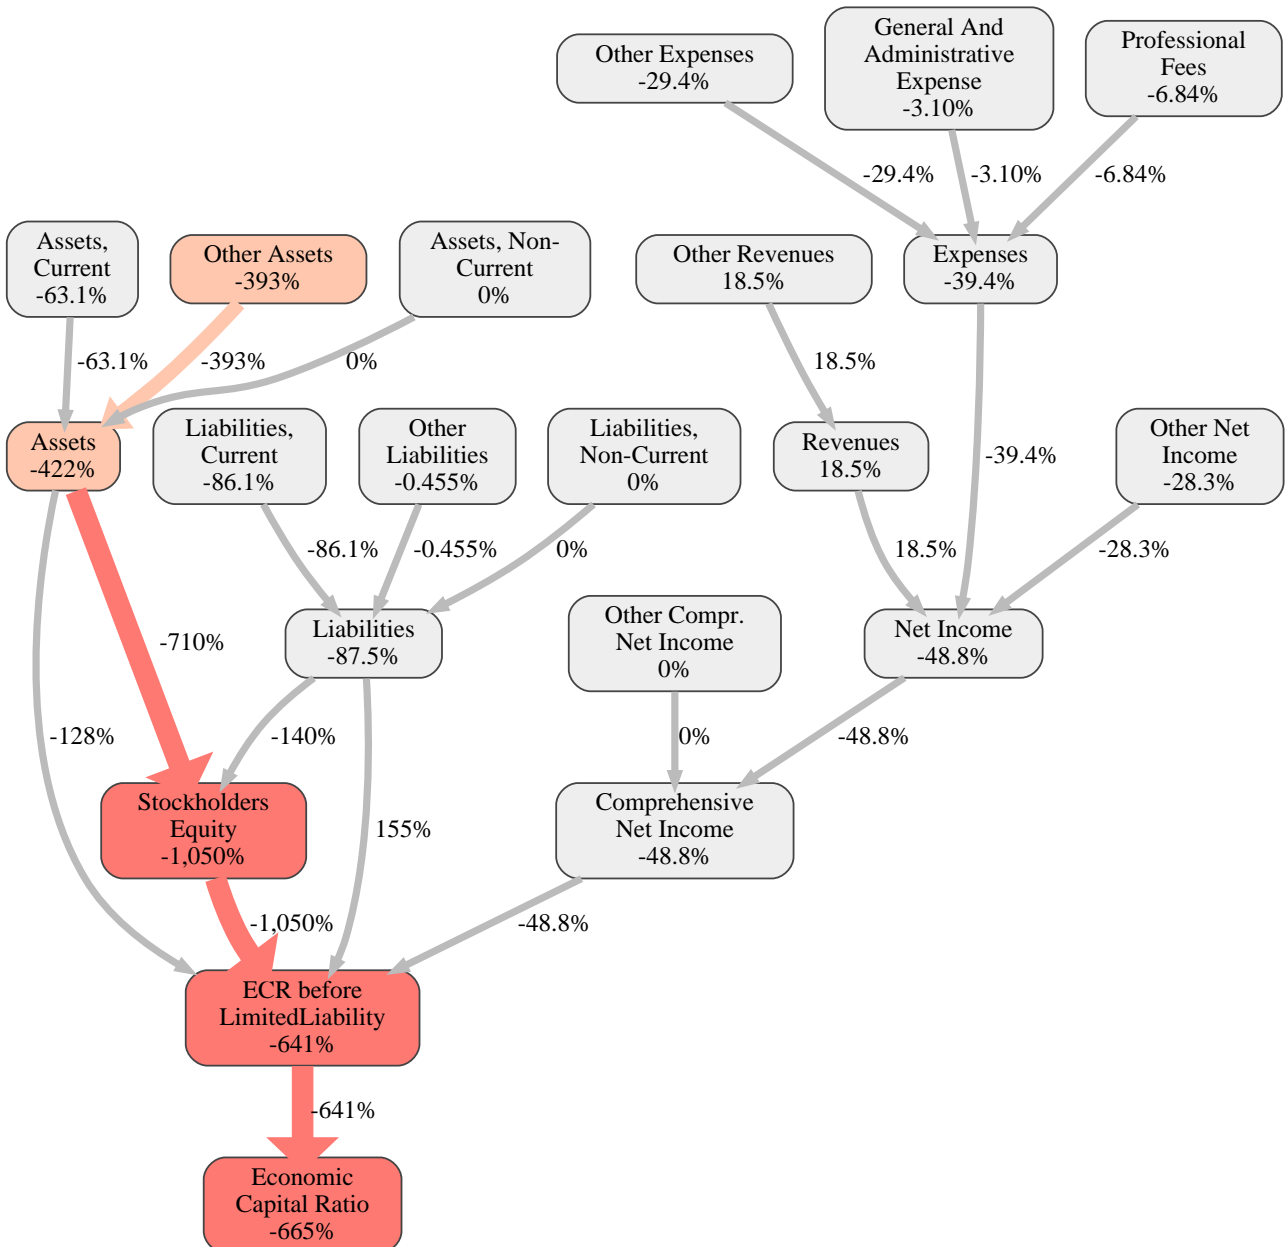 Other Expenses
-29.4%
General And
Administrative
Expense
-3.10%
Professional
Fees
-6.84%
-29.4%
-3.10%
-6.84%
Assets,
Current
-63.1%
Other Assets
-393%
Assets, Non-
Current
0%
Other Revenues
18.5%
Expenses
-39.4%
-63.1%
-393%
0%
18.5%
Assets
-422%
Liabilities,
Current
-86.1%
Other
Liabilities
-0.455%
Liabilities,
Non-Current
0%
Revenues
18.5%
-39.4%
Other Net
Income
-28.3%
-86.1%
-0.455%
0%
18.5%
-28.3%
-710%
Liabilities
-87.5%
Other Compr.
Net Income
0%
Net Income
-48.8%
-128%
-140%
0%
-48.8%
Stockholders
Equity
-1,050%
155%
Comprehensive
Net Income
-48.8%
-1,050%
-48.8%
ECR before
LimitedLiability
-641%
-641%
Economic
Capital Ratio
-665%